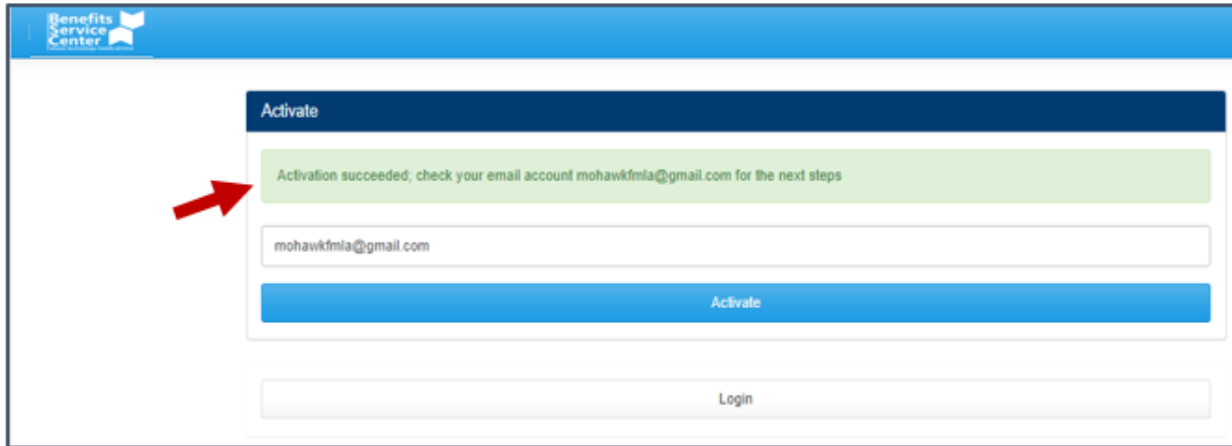 Benefits
Service
Center
Activate
Activation succeeded; check your email account mohawkfmla@gmail.com for the next steps
mohawkfmla@gmail.com
Activate
Login